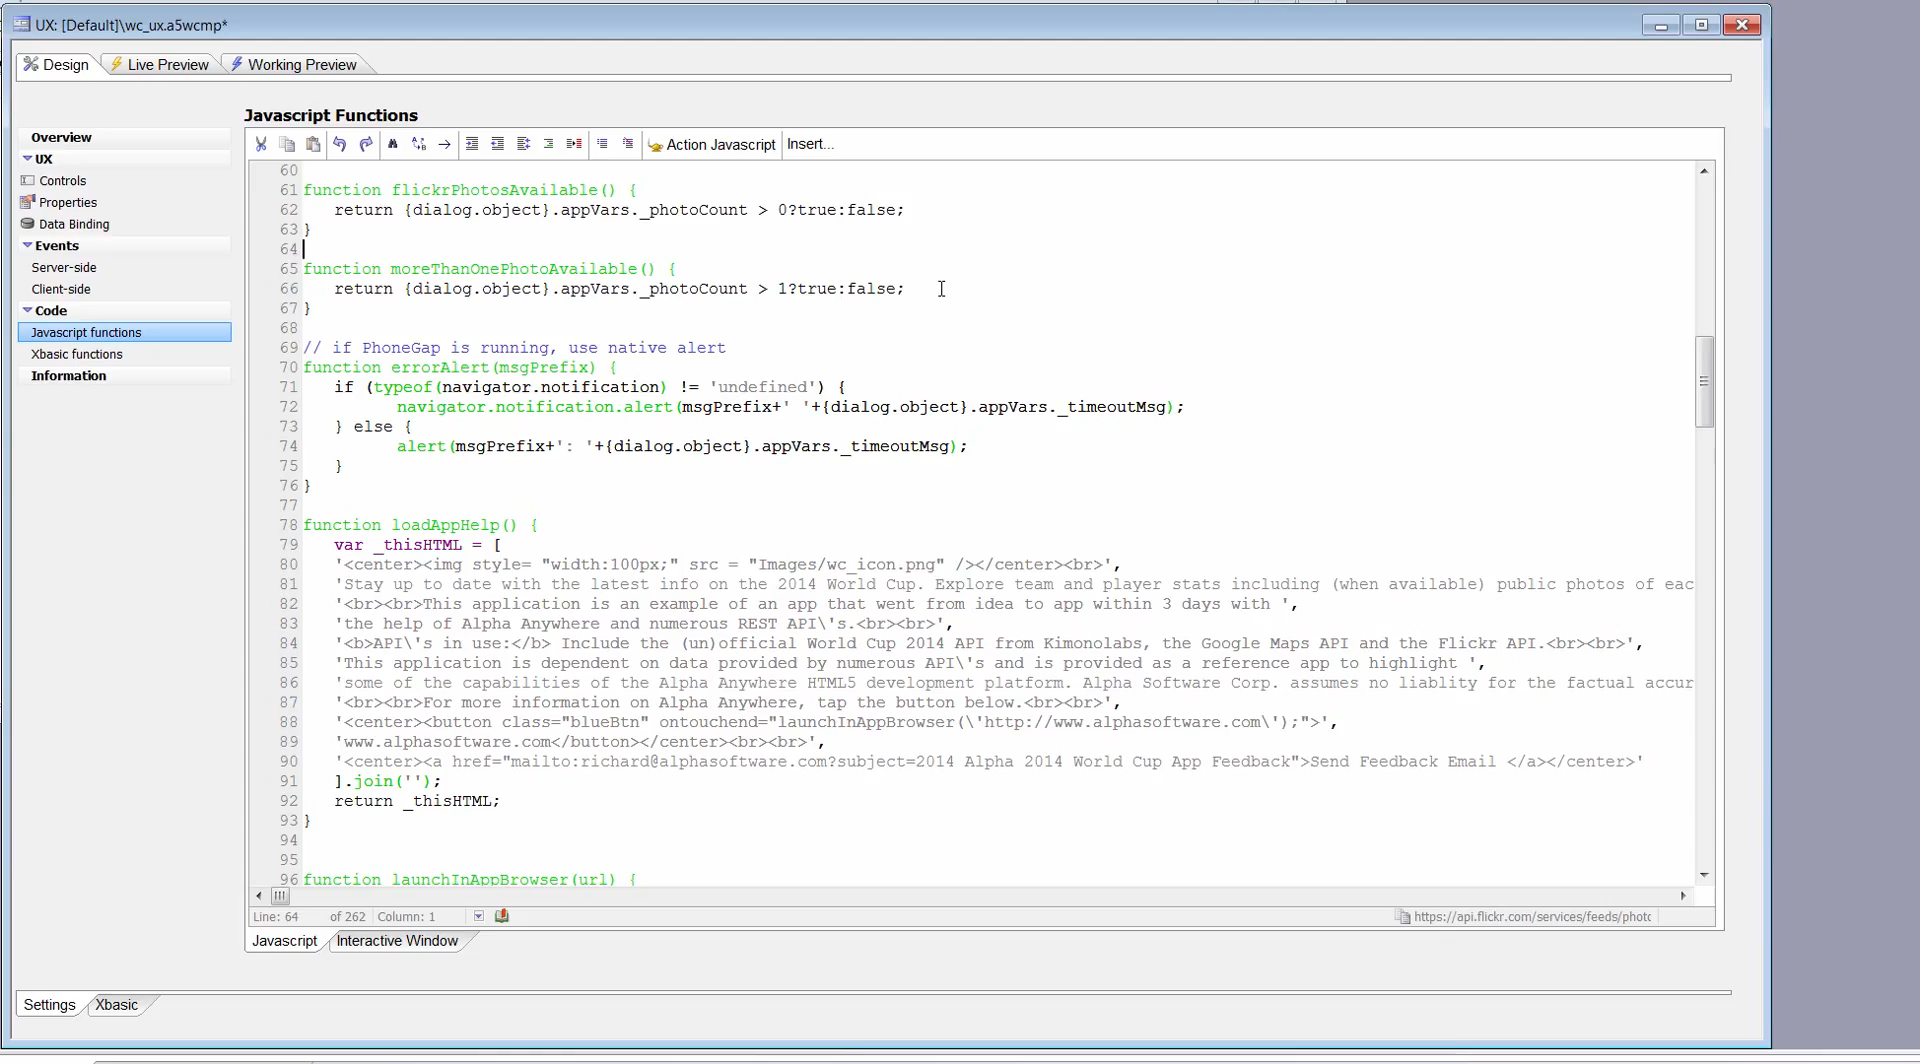 UX: [Default]\wc_ux.a5wcmp*
Design
Live Preview
Working Preview
Overview
UX
Controls
Properties
Data Binding
Events
Server-side
Client-side
Code
Javascript functions
Xbasic functions
Information
Javascript Functions
Action Javascript
Insert...
60
61 function flickrPhotosAvailable() {
62 return {dialog.object}.appVars._photoCount > 0?true:false;
63 }
64
65 function moreThanOnePhotoAvailable() {
66 return {dialog.object}.appVars._photoCount > 1?true:false;
67 }
68
69 // if PhoneGap is running, use native alert
70 function errorAlert(msgPrefix) {
71 if (typeof(navigator.notification) != 'undefined') {
72 navigator.notification.alert(msgPrefix+' '+{dialog.object}.appVars._timeoutMsg);
73 } else {
74 alert(msgPrefix+': '+{dialog.object}.appVars._timeoutMsg);
75 }
76 }
77
78 function loadAppHelp() {
79 var _thisHTML = [
80 '<center><img style= "width:100px;" src = "Images/wc_icon.png" /></center><br>',
81 'Stay up to date with the latest info on the 2014 World Cup. Explore team and player stats including (when available) public photos of eac
82 '<br><br>This application is an example of an app that went from idea to app within 3 days with ',
83 'the help of Alpha Anywhere and numerous REST API\'s.<br><br>',
84 '<b>API\'s in use:</b> Include the (un)official World Cup 2014 API from Kimonolabs, the Google Maps API and the Flickr API.<br><br>',
85 'This application is dependent on data provided by numerous API\'s and is provided as a reference app to highlight ',
86 'some of the capabilities of the Alpha Anywhere HTML5 development platform. Alpha Software Corp. assumes no liablity for the factual accur
87 '<br><br>For more information on Alpha Anywhere, tap the button below.<br>',
88 '<center><button class="blueBtn" ontouchend="launchInAppBrowser(\'http://www.alphasoftware.com\');">',
89 'www.alphasoftware.com</button></center><br><br>',
90 '<center><a href="mailto:richard@alphasoftware.com?subject=2014 Alpha 2014 World Cup App Feedback">Send Feedback Email </a></center>'
91 ].join('');
92 return _thisHTML;
93 }
94
95
96 function launchInAppBrowser(url) {
Line: 64 of 262 Column: 1
https://api.flickr.com/services/feeds/photo
Javascript
Interactive Window
Settings
Xbasic